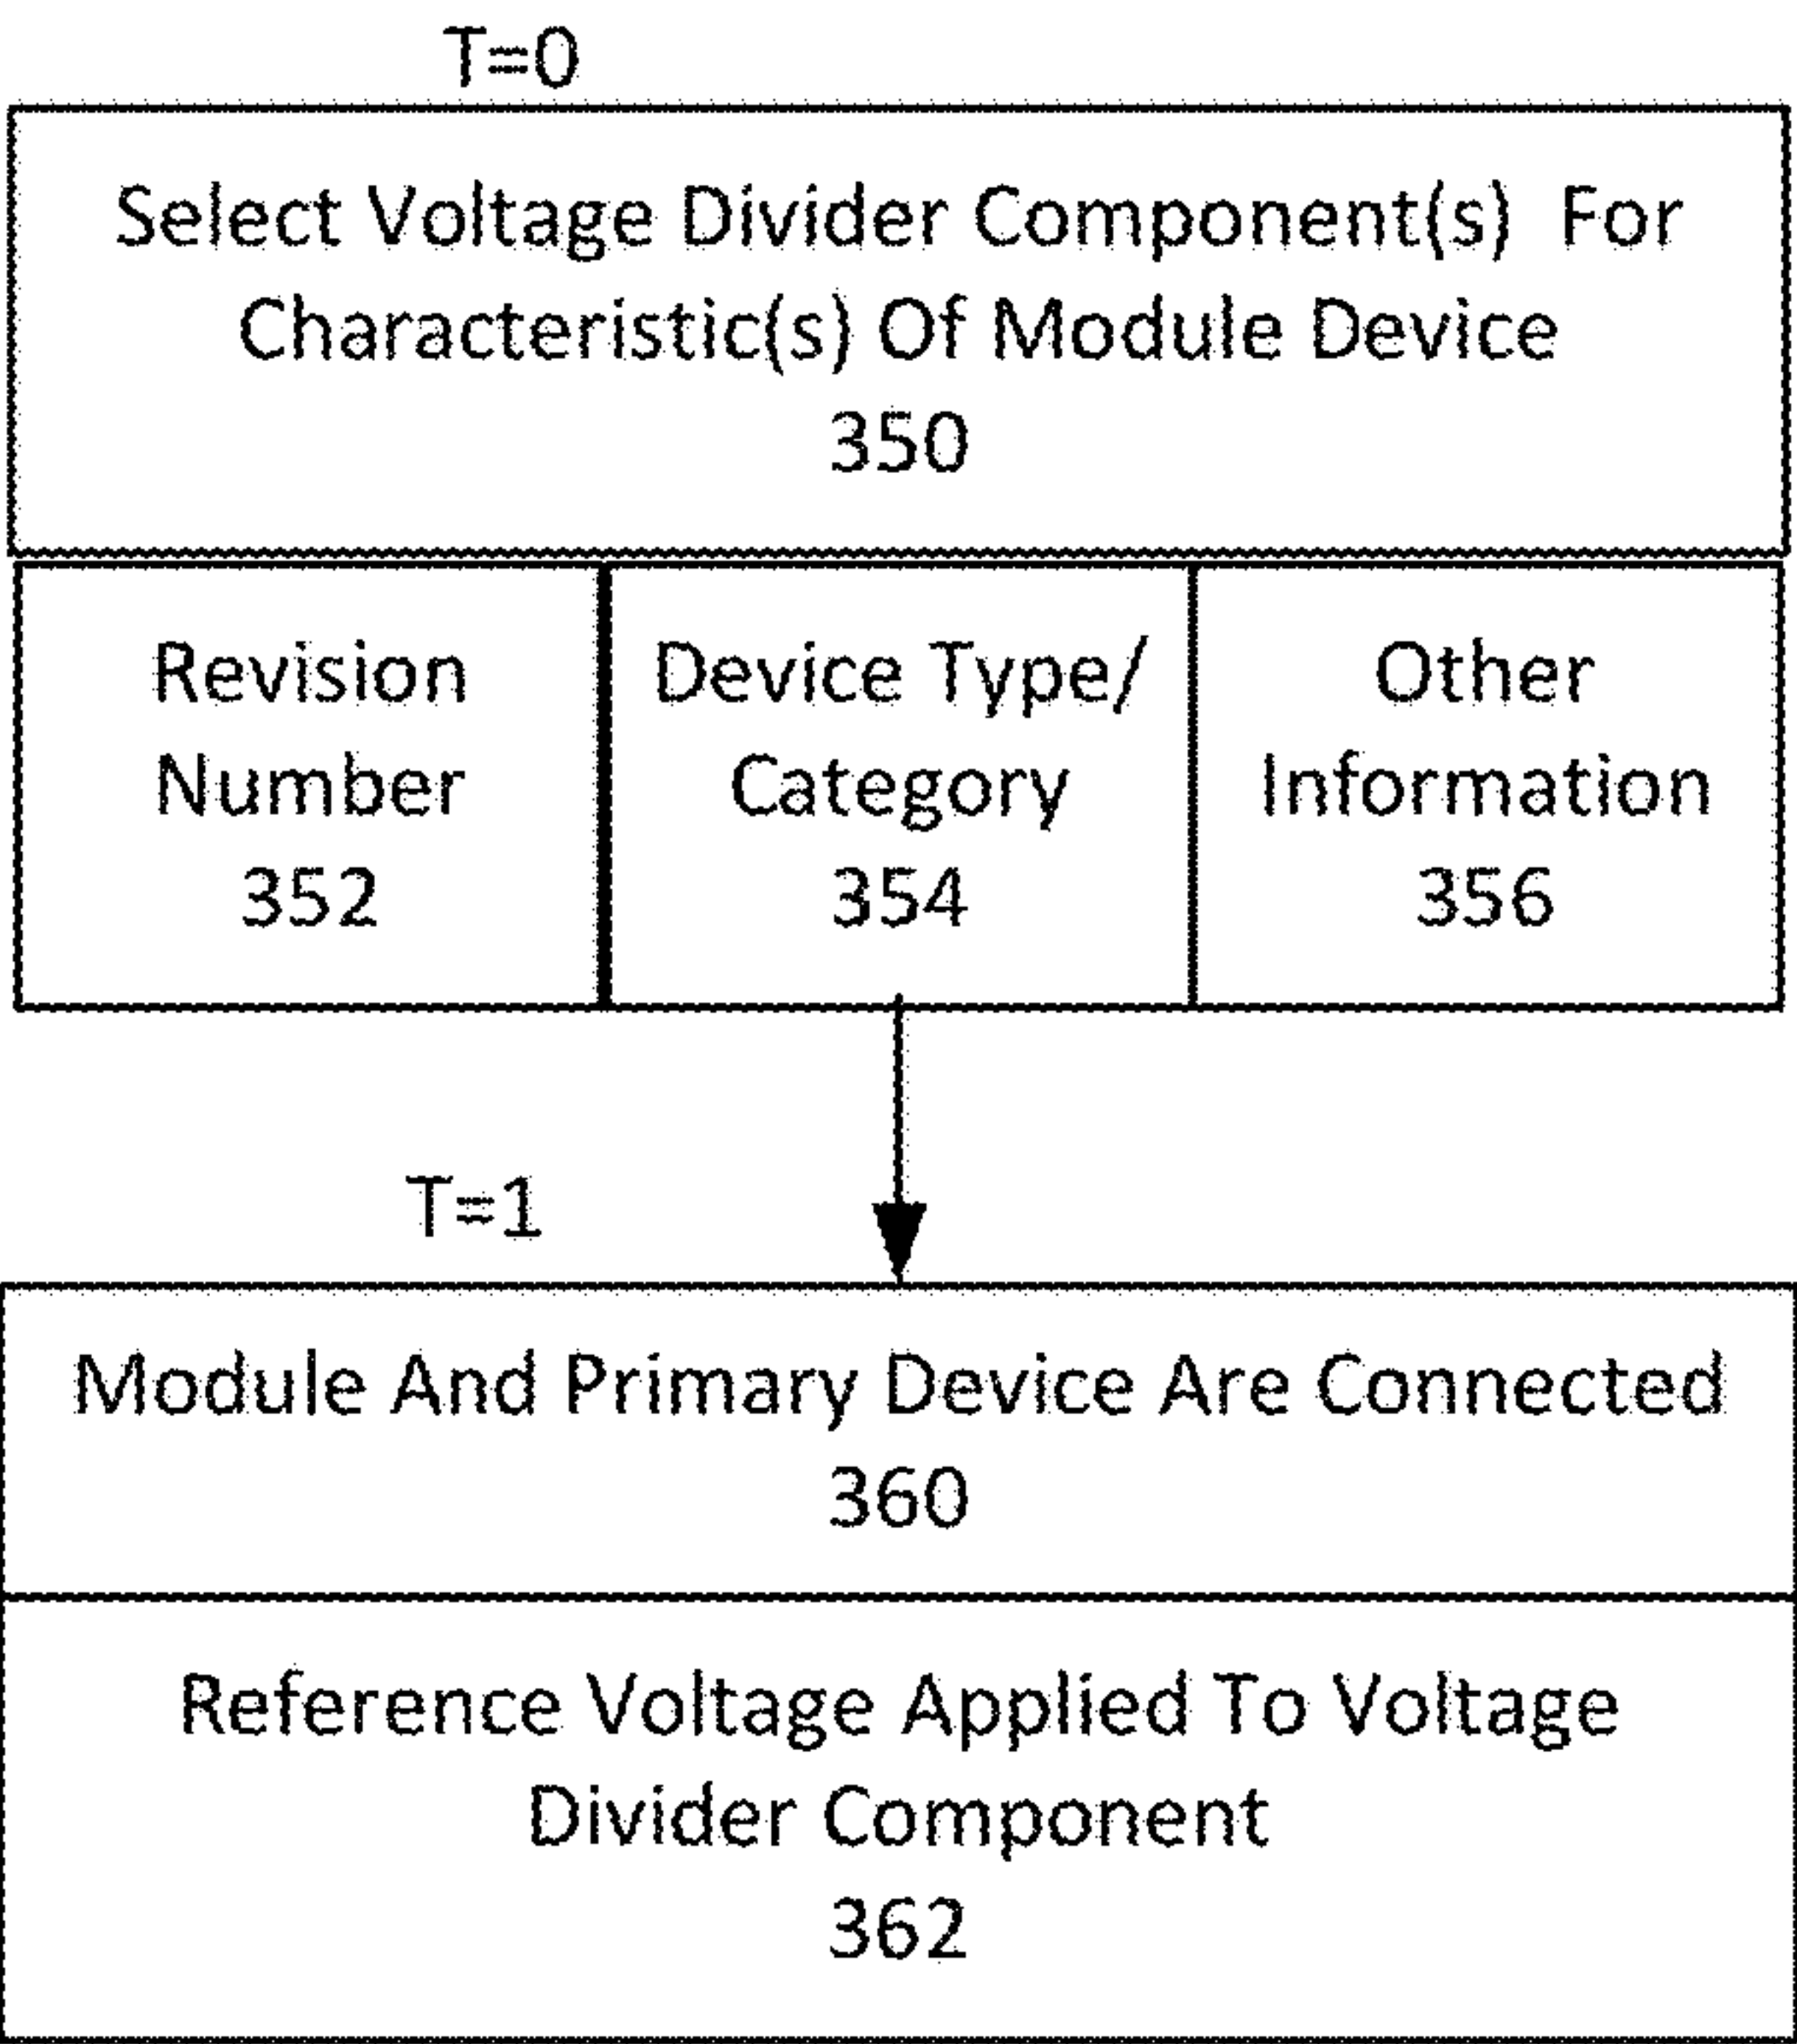 T=0
Select Voltage Divider Component(s) For
Characteristic(s) Of Module Device
350
Revision
Number
352
Device Type/
Category
354
Other
Information
356
T=1
Module And Primary Device Are Connected
360
Reference Voltage Applied To Voltage
Divider Component
362